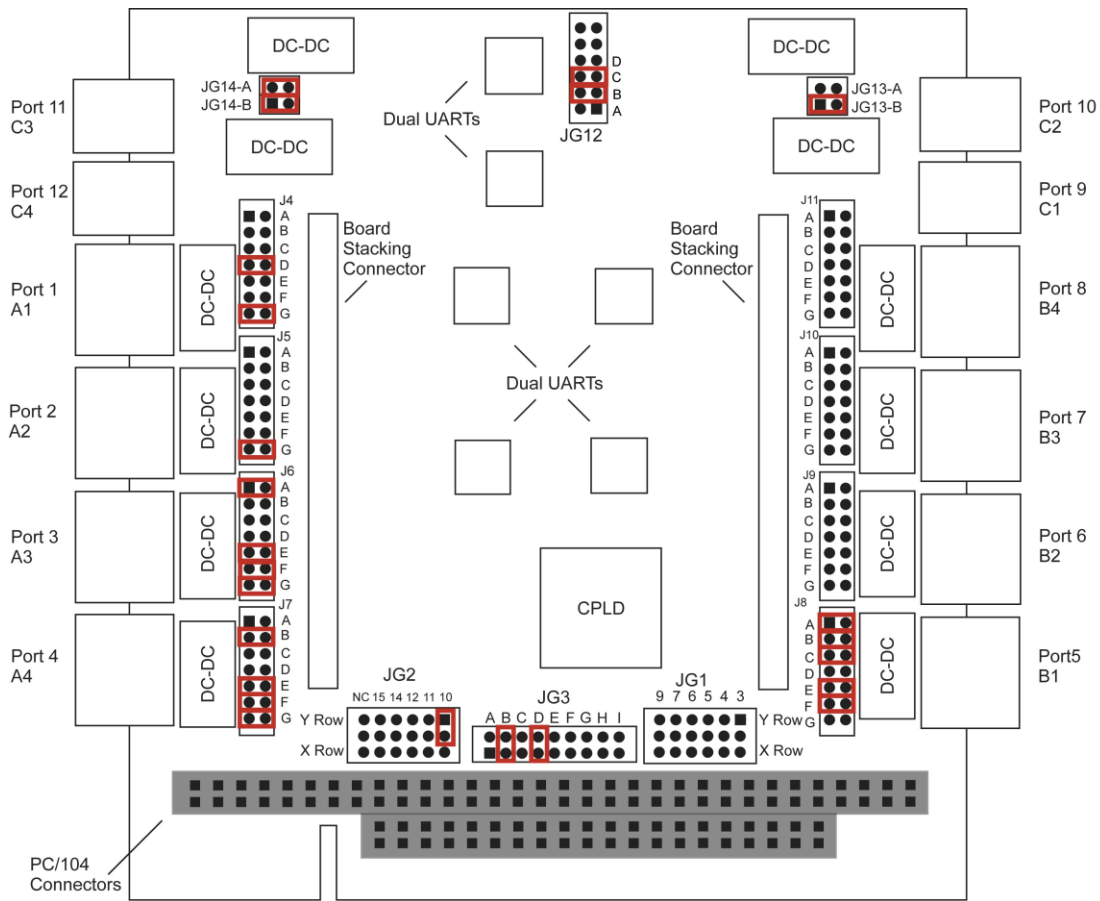 DC-DC
DC-DC
JG14-A
JG14-B
DC-DC
Dual UARTs
D
C
B
A
JG12
JG13-A
JG13-B
DC-DC
Port 11
C3
Port 12
C4
Port 1
A1
Port 2
A2
Port 3
A3
Port 4
A4
Port 10
C2
Port 9
C1
Port 8
B4
Port 7
B3
Port 6
B2
Port5
B1
J4
A
B
C
D
E
F
G
DC-DC
J5
A
B
C
D
E
F
G
DC-DC
J6
A
B
C
D
E
F
G
DC-DC
J7
A
B
C
D
E
F
G
DC-DC
Board
Stacking
Connector
Board
Stacking
Connector
Dual UARTs
CPLD
J11
A
B
C
D
E
F
G
DC-DC
J10
A
B
C
D
E
F
G
DC-DC
J9
A
B
C
D
E
F
G
DC-DC
J8
A
B
C
D
E
F
G
DC-DC
JG2
NC 15 14 12 11 10
Y Row
X Row
JG3
A B C D E F G H I
JG1
9 7 6 5 4 3
Y Row
X Row
PC/104
Connectors